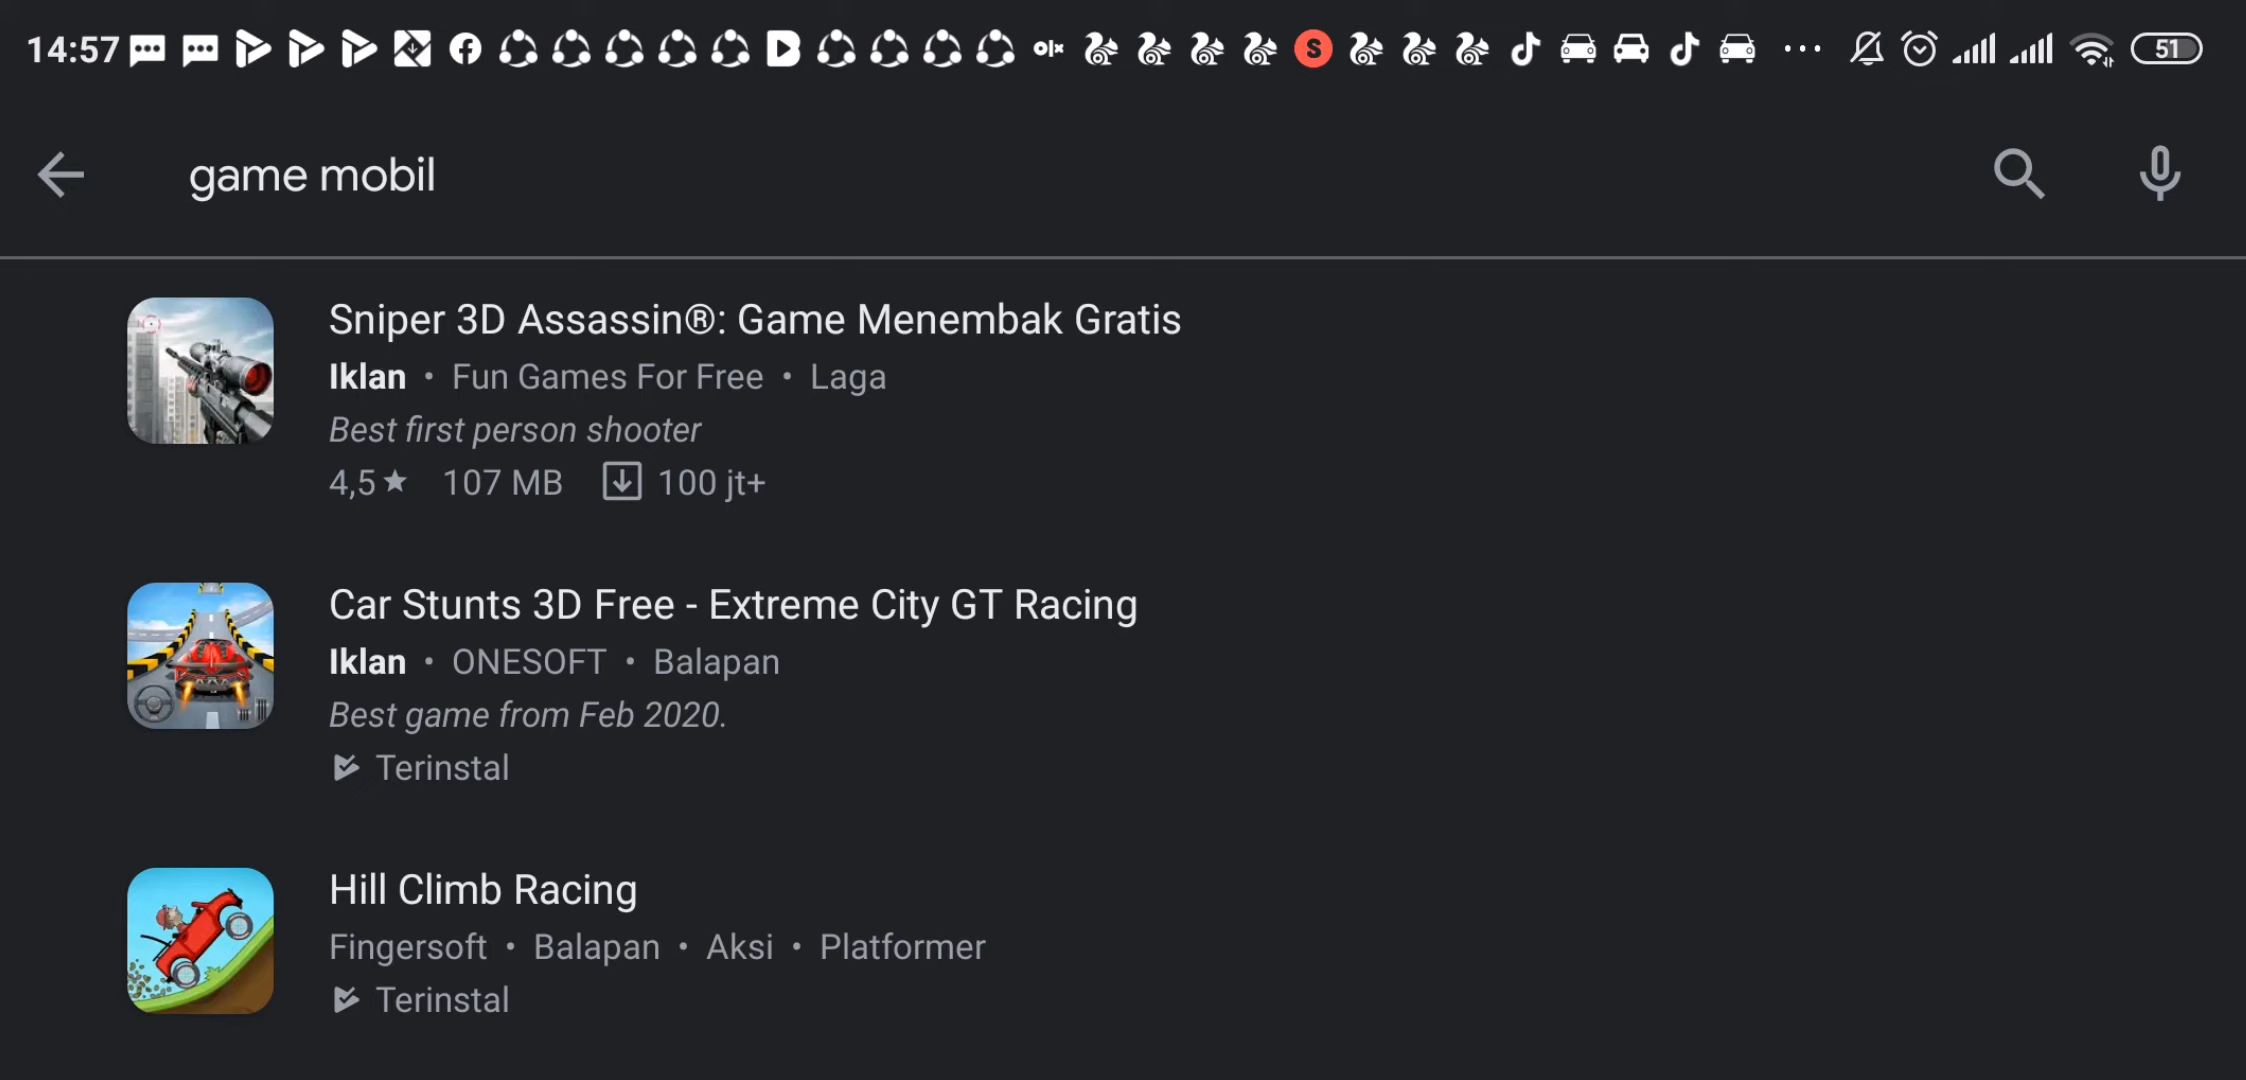 14:57 olx S ... 51
game mobil
Sniper 3D Assassin®: Game Menembak Gratis
Iklan • Fun Games For Free • Laga
Best first person shooter
4,5★ 107 MB 100 jt+
Car Stunts 3D Free - Extreme City GT Racing
Iklan • ONESOFT • Balapan
Best game from Feb 2020.
Terinstal
Hill Climb Racing
Fingersoft • Balapan • Aksi • Platformer
Terinstal